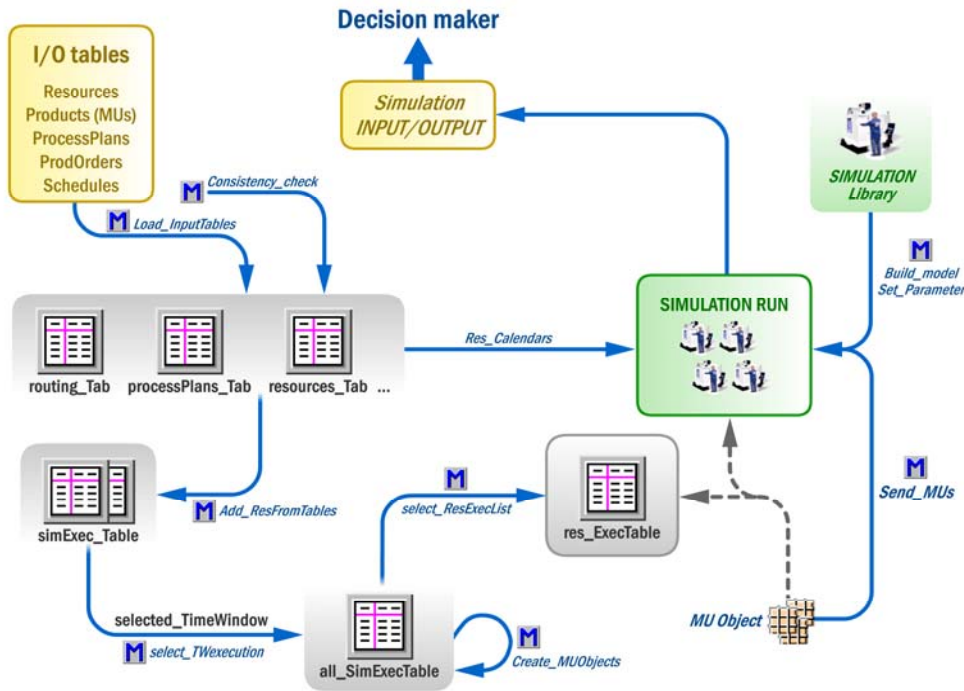 Decision maker
I/O tables
Resources
Products (MUs)
ProcessPlans
ProdOrders
Schedules
Simulation
INPUT/OUTPUT
SIMULATION
Library
M
Consistency_check
M
Load_InputTables
M
Build_model
Set_Parameter
SIMULATION RUN
Res_Calendars
routing_Tab
processPlans_Tab
resources_Tab ...
M
Send_MUs
M
select_ResExecList
res_ExecTable
M
Add_ResFromTables
simExec_Table
selected_TimeWindow
M
select_TWexecution
all_SimExecTable
M
Create_MUObjects
MU Object